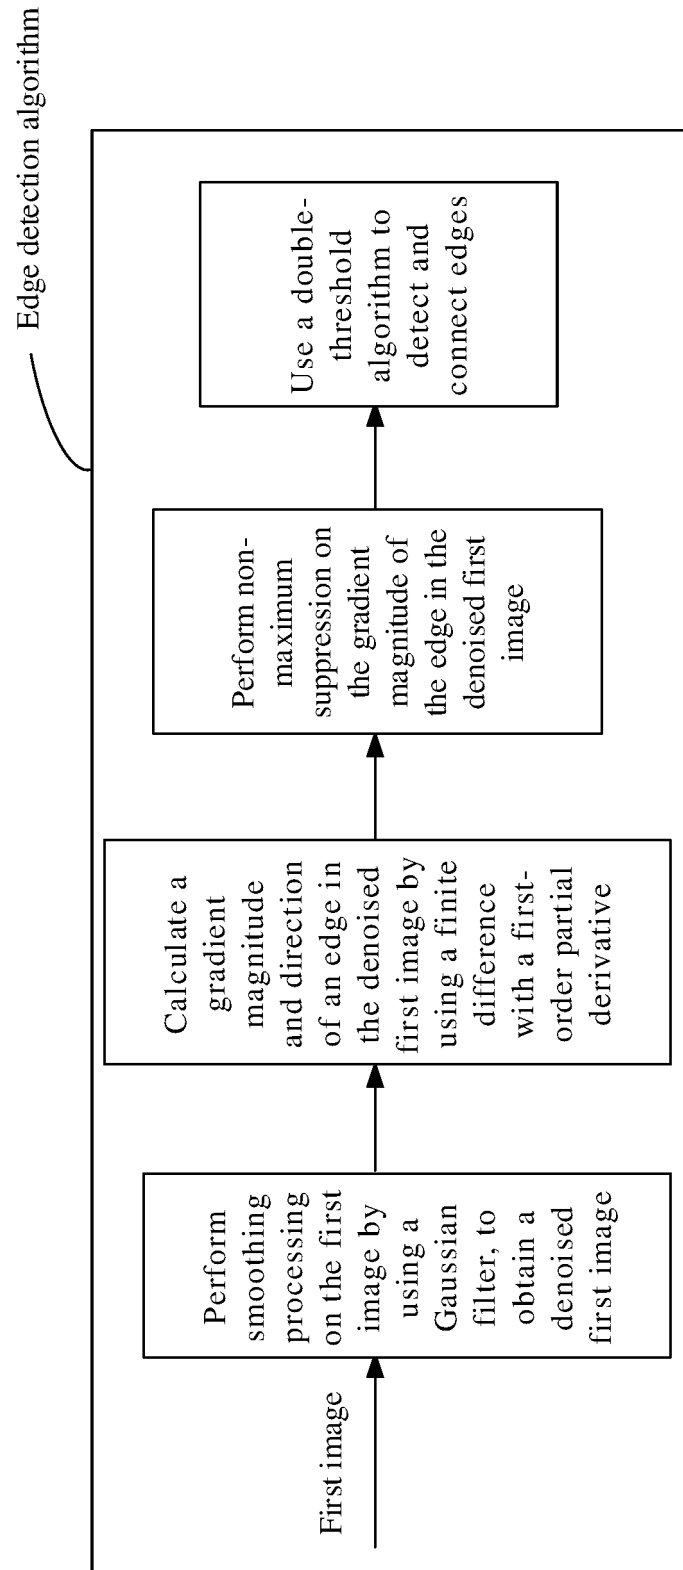 Edge detection algorithm
First image
Perform
smoothing
processing
on the first
image by
using a
Gaussian
filter, to
obtain a
denoised
first image
Calculate a
gradient
magnitude
and direction
of an edge in
the denoised
first image by
using a finite
difference
with a first-
order partial
derivative
Perform non-
maximum
suppression on
the gradient
magnitude of
the edge in the
denoised first
image
Use a double-
threshold
algorithm to
detect and
connect edges